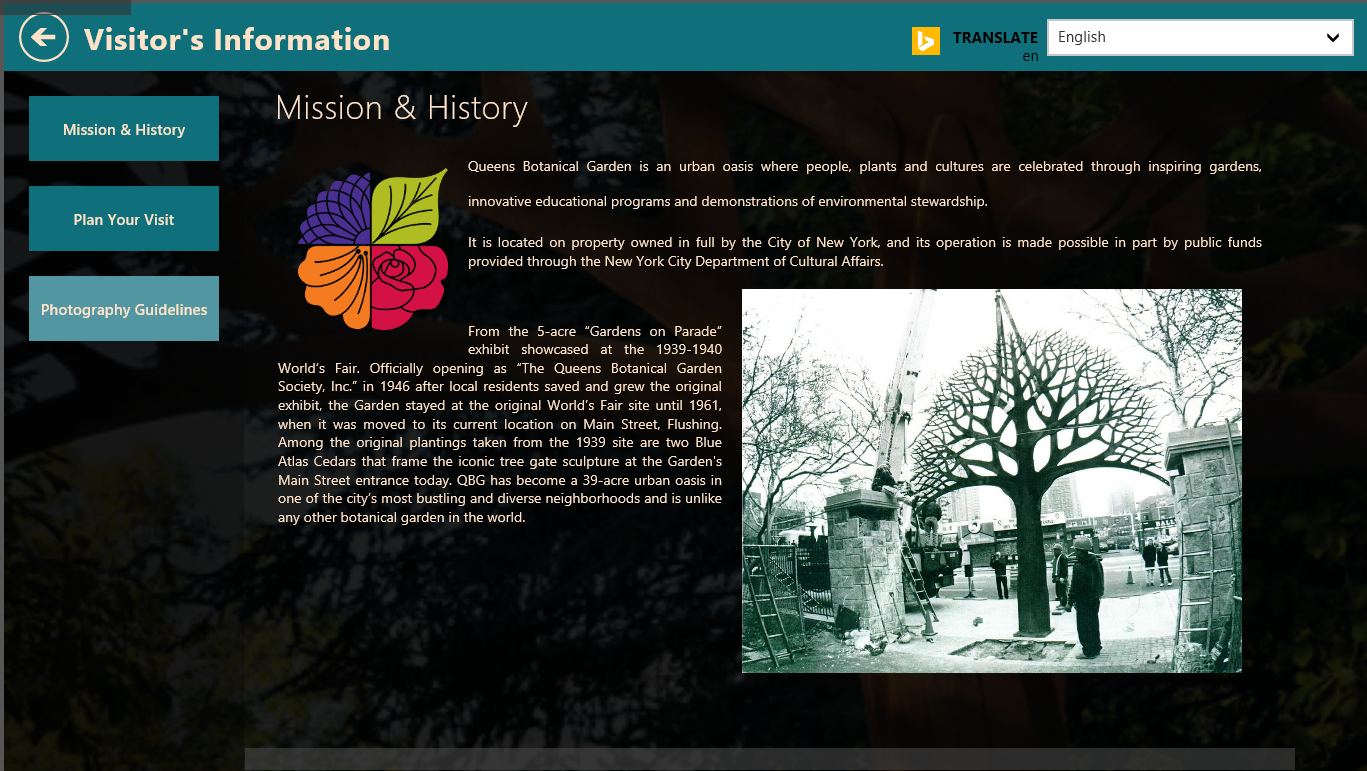 Visitor's Information
TRANSLATE
en
English
Mission & History
Plan Your Visit
Photography Guidelines
Mission & History
Queens Botanical Garden is an urban oasis where people, plants and cultures are celebrated through inspiring gardens,
innovative educational programs and demonstrations of environmental stewardship.
It is located on property owned in full by the City of New York, and its operation is made possible in part by public funds
provided through the New York City Department of Cultural Affairs.
From the 5-acre “Gardens on Parade”
exhibit showcased at the 1939-1940
World’s Fair. Officially opening as “The Queens Botanical Garden
Society, Inc.” in 1946 after local residents saved and grew the original
exhibit, the Garden stayed at the original World’s Fair site until 1961,
when it was moved to its current location on Main Street, Flushing.
Among the original plantings taken from the 1939 site are two Blue
Atlas Cedars that frame the iconic tree gate sculpture at the Garden's
Main Street entrance today. QBG has become a 39-acre urban oasis in
one of the city’s most bustling and diverse neighborhoods and is unlike
any other botanical garden in the world.